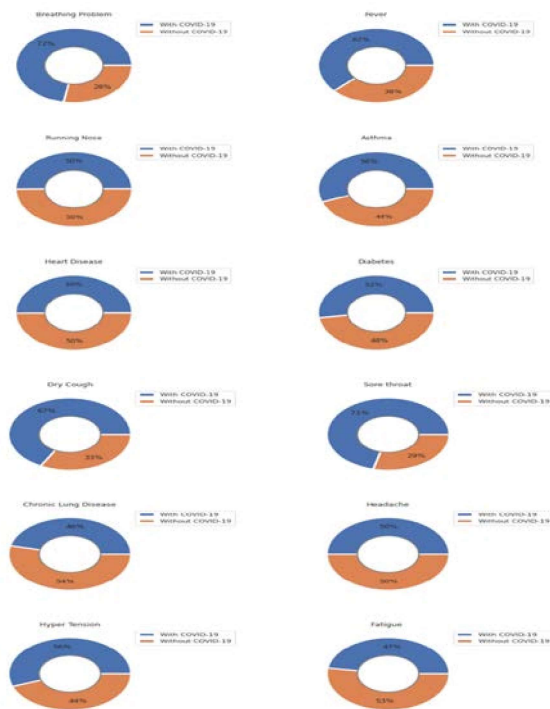 Breathing Problem
With COVID-19
Without COVID-19
72%
28%
Fever
With COVID-19
Without COVID-19
62%
38%
Running Nose
With COVID-19
Without COVID-19
50%
50%
Asthma
With COVID-19
Without COVID-19
56%
44%
Heart Disease
With COVID-19
Without COVID-19
50%
Diabetes
With COVID-19
Without COVID-19
52%
48%
Dry Cough
With COVID-19
Without COVID-19
67%
33%
Sore throat
With COVID-19
Without COVID-19
71%
29%
Chronic Lung Disease
With COVID-19
Without COVID-19
46%
54%
Headache
With COVID-19
Without COVID-19
50%
50%
Hyper Tension
With COVID-19
Without COVID-19
56%
44%
Fatigue
With COVID-19
Without COVID-19
47%
53%